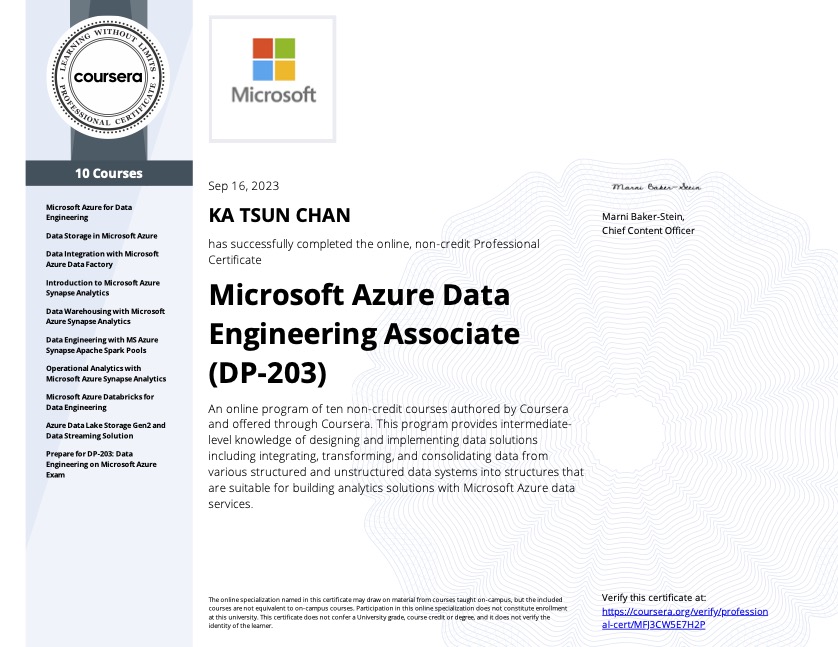 LEARNING WITHOUT LIMITS
coursera
PROFESSIONAL CERTIFICATE
10 Courses
Microsoft Azure for Data
Engineering
Data Storage in Microsoft Azure
Data Integration with Microsoft
Azure Data Factory
Introduction to Microsoft Azure
Synapse Analytics
Data Warehousing with Microsoft
Azure Synapse Analytics
Data Engineering with MS Azure
Synapse Apache Spark Pools
Operational Analytics with
Microsoft Azure Synapse Analytics
Microsoft Azure Databricks for
Data Engineering
Azure Data Lake Storage Gen2 and
Data Streaming Solution
Prepare for DP-203: Data
Engineering on Microsoft Azure
Exam
Microsoft
Sep 16, 2023
KA TSUN CHAN
has successfully completed the online, non-credit Professional
Certificate
Microsoft Azure Data
Engineering Associate
(DP-203)
An online program of ten non-credit courses authored by Coursera
and offered through Coursera. This program provides intermediate-
level knowledge of designing and implementing data solutions
including integrating, transforming, and consolidating data from
various structured and unstructured data systems into structures that
are suitable for building analytics solutions with Microsoft Azure data
services.
Marni Baker-Stein
Marni Baker-Stein,
Chief Content Officer
The online specialization named in this certificate may draw on material from courses taught on-campus, but the included
courses are not equivalent to on-campus courses. Participation in this online specialization does not constitute enrollment
at this university. This certificate does not confer a University grade, course credit or degree, and it does not verify the
identity of the learner.
Verify this certificate at:
https://coursera.org/verify/profession
al-cert/MFJ3CW5E7H2P